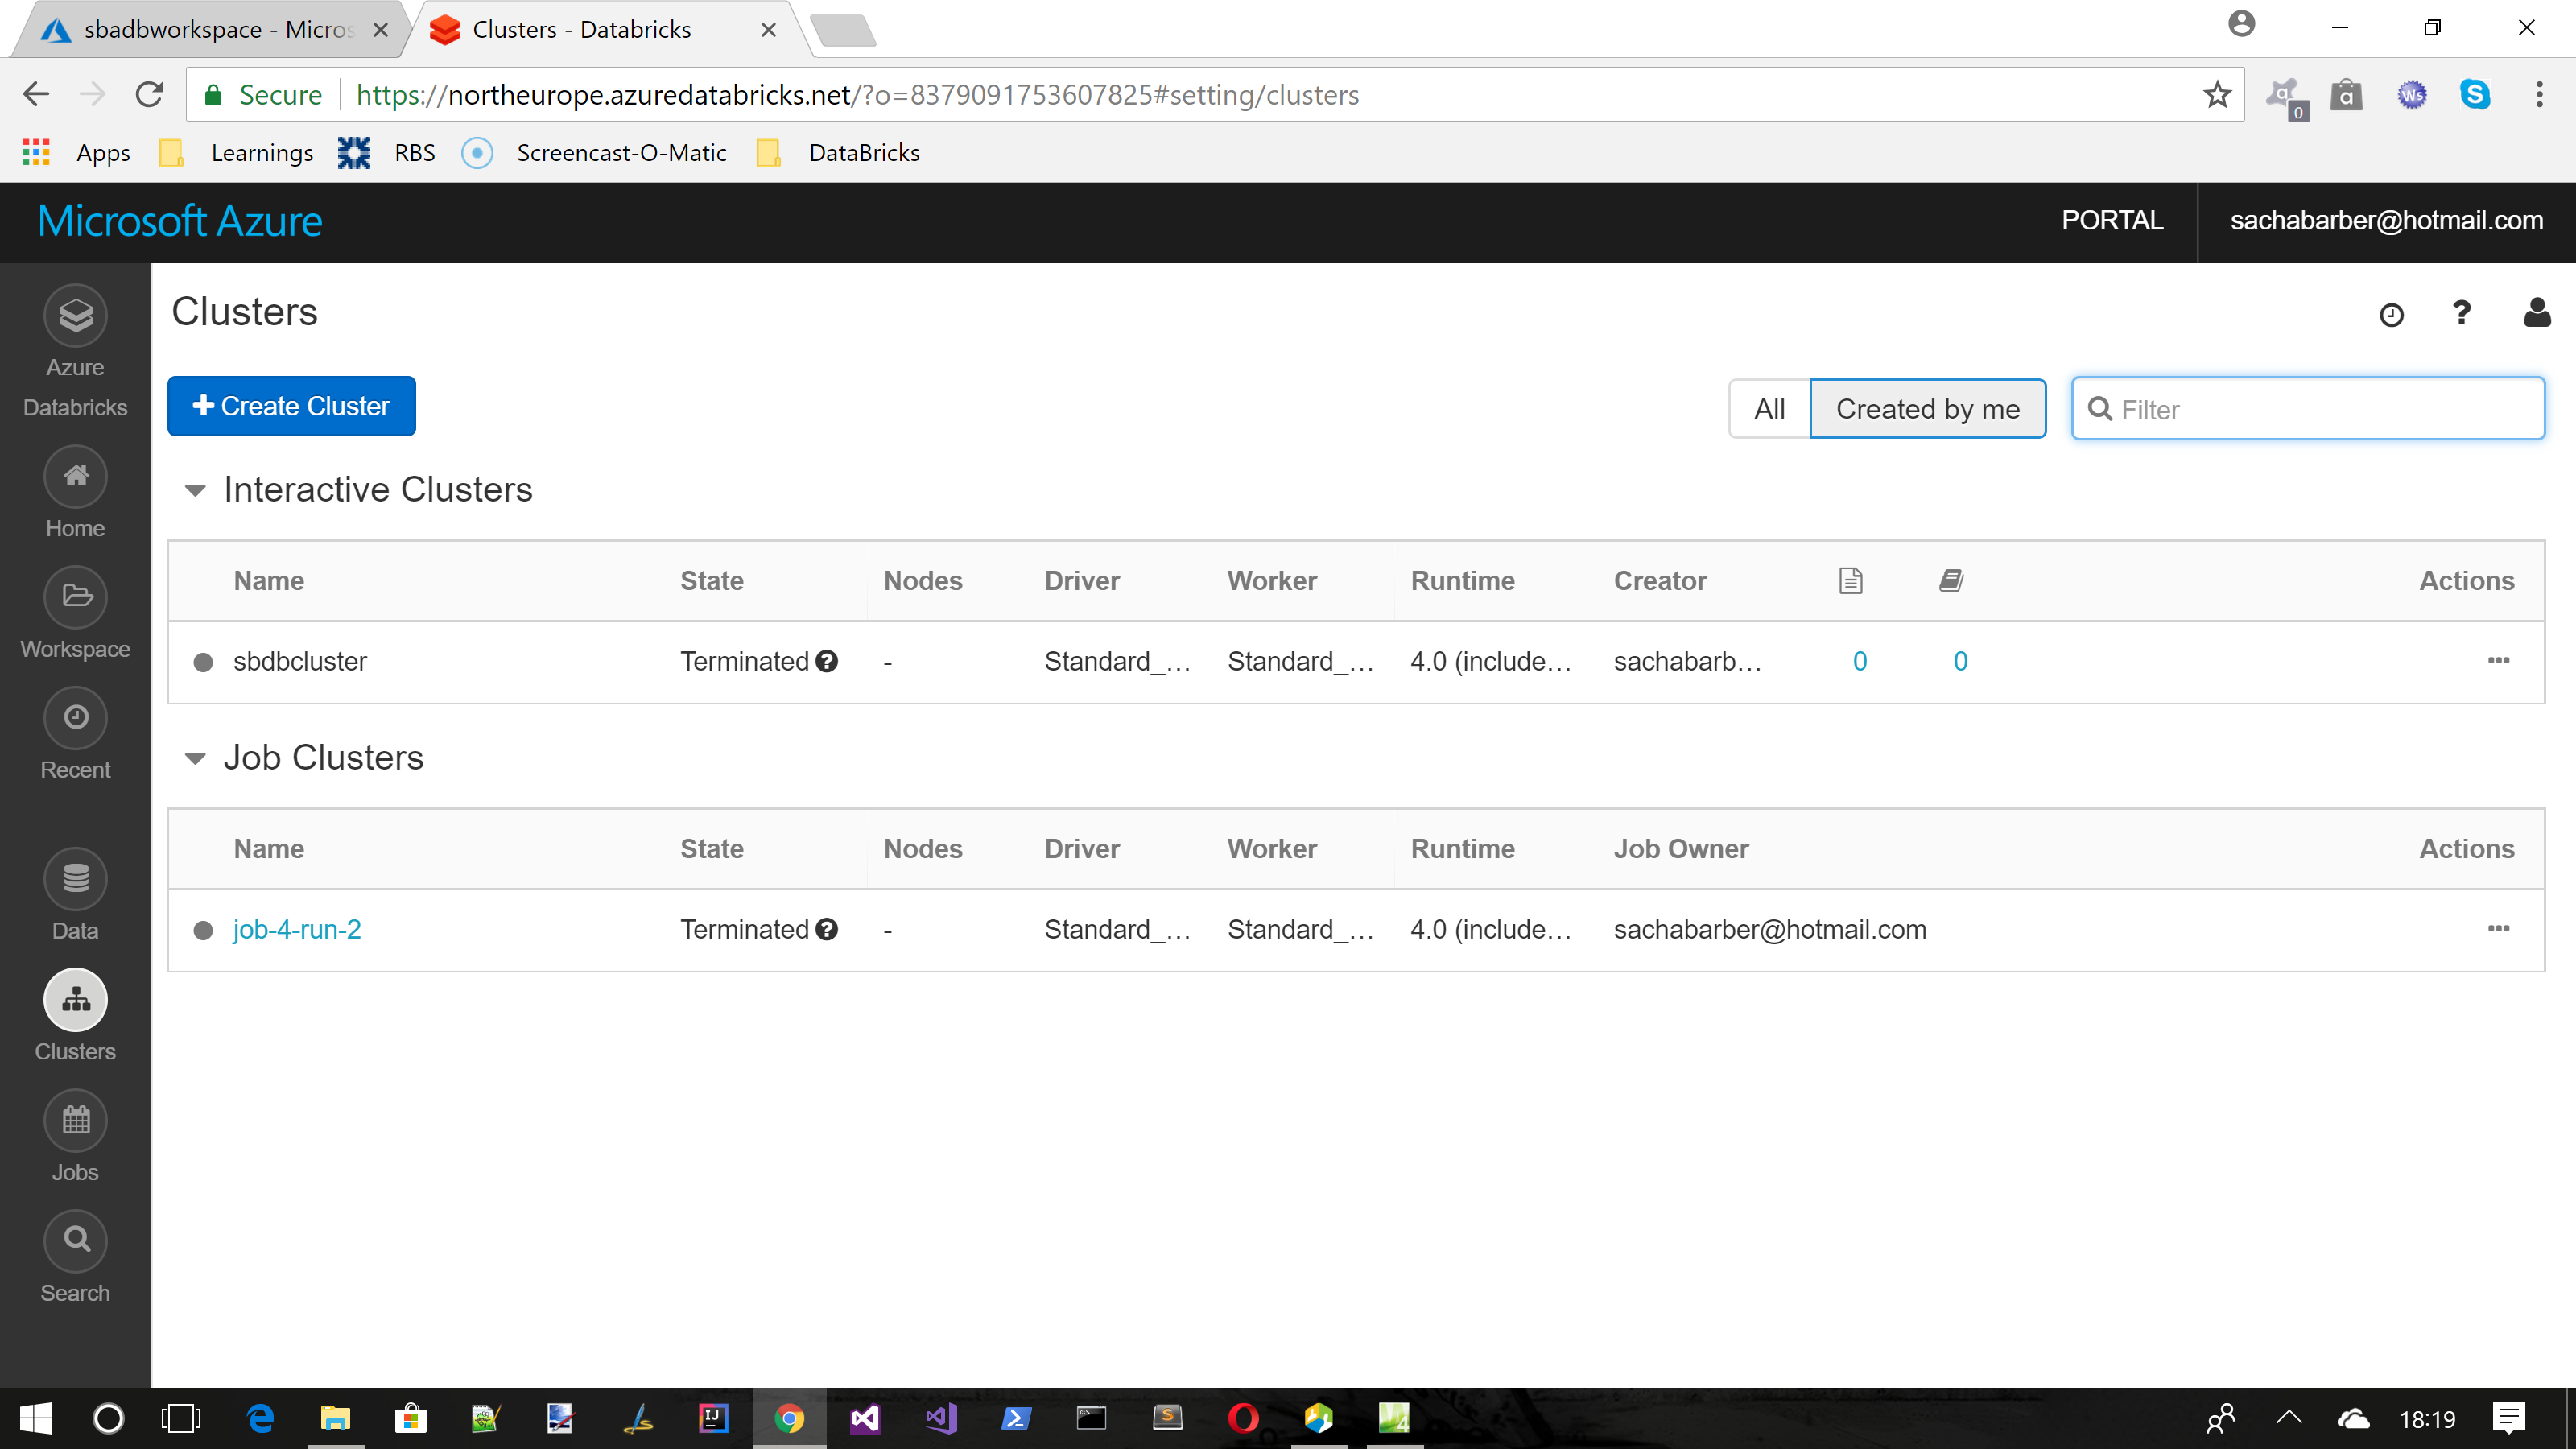 sbadbworkspace - Micros
Clusters - Databricks
Secure
https://northeurope.azuredatabricks.net/?o=8379091753607825#setting/clusters
a 0
a
Ws
S
Apps
Learnings
RBS
Screencast-O-Matic
DataBricks
Microsoft Azure
PORTAL
sachabarber@hotmail.com
Azure
Databricks
Home
Workspace
Recent
Data
Clusters
Jobs
Search
Clusters
?
Create Cluster
All
Created by me
Filter
Interactive Clusters
Name State Nodes Driver Worker Runtime Creator Actions
sbdbcluster Terminated ? - Standard_... Standard_... 4.0 (include... sachabarb... 0 0
Job Clusters
Name State Nodes Driver Worker Runtime Job Owner Actions
job-4-run-2 Terminated ? - Standard_... Standard_... 4.0 (include... sachabarber@hotmail.com
IJ
S
4
18:19